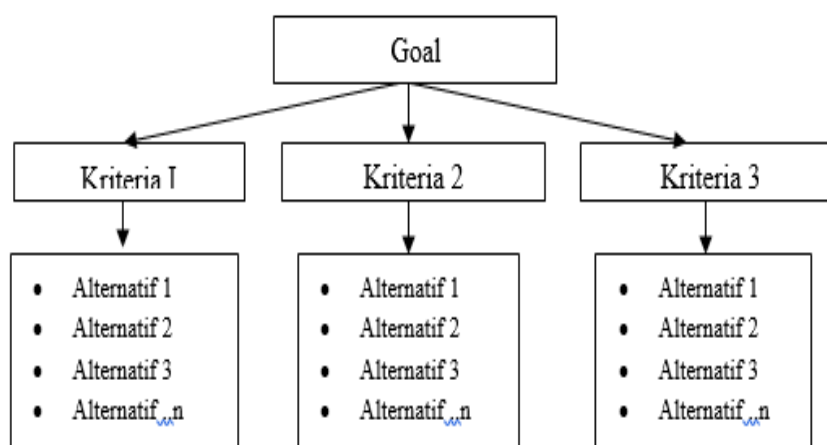 Goal
Kriteria I
Kriteria 2
Kriteria 3
• Alternatif 1
• Alternatif 2
• Alternatif 3
• Alternatif ,,n
• Alternatif 1
• Alternatif 2
• Alternatif 3
• Alternatif ,,n
• Alternatif 1
• Alternatif 2
• Alternatif 3
• Alternatif ,,n